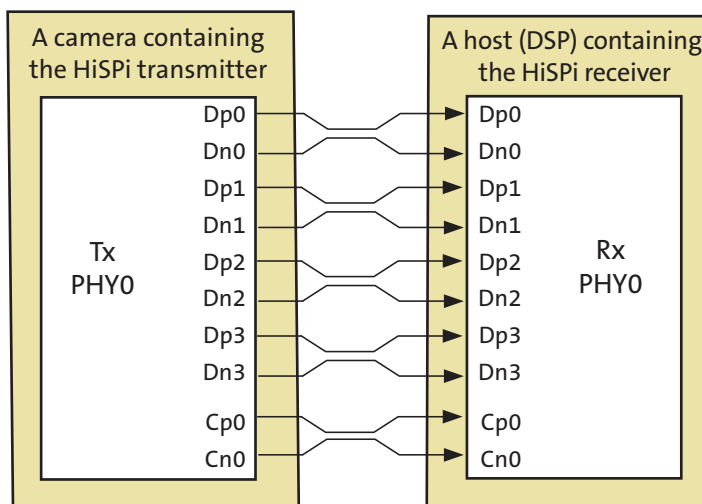 A camera containing
the HiSPi transmitter
Dp0
Dn0
Dp1
Dn1
Dp2
Dn2
Dp3
Dn3
Cp0
Cn0
Tx
PHY0
A host (DSP) containing
the HiSPi receiver
Dp0
Dn0
Dp1
Dn1
Dp2
Dn2
Dp3
Dn3
Cp0
Cn0
Rx
PHY0